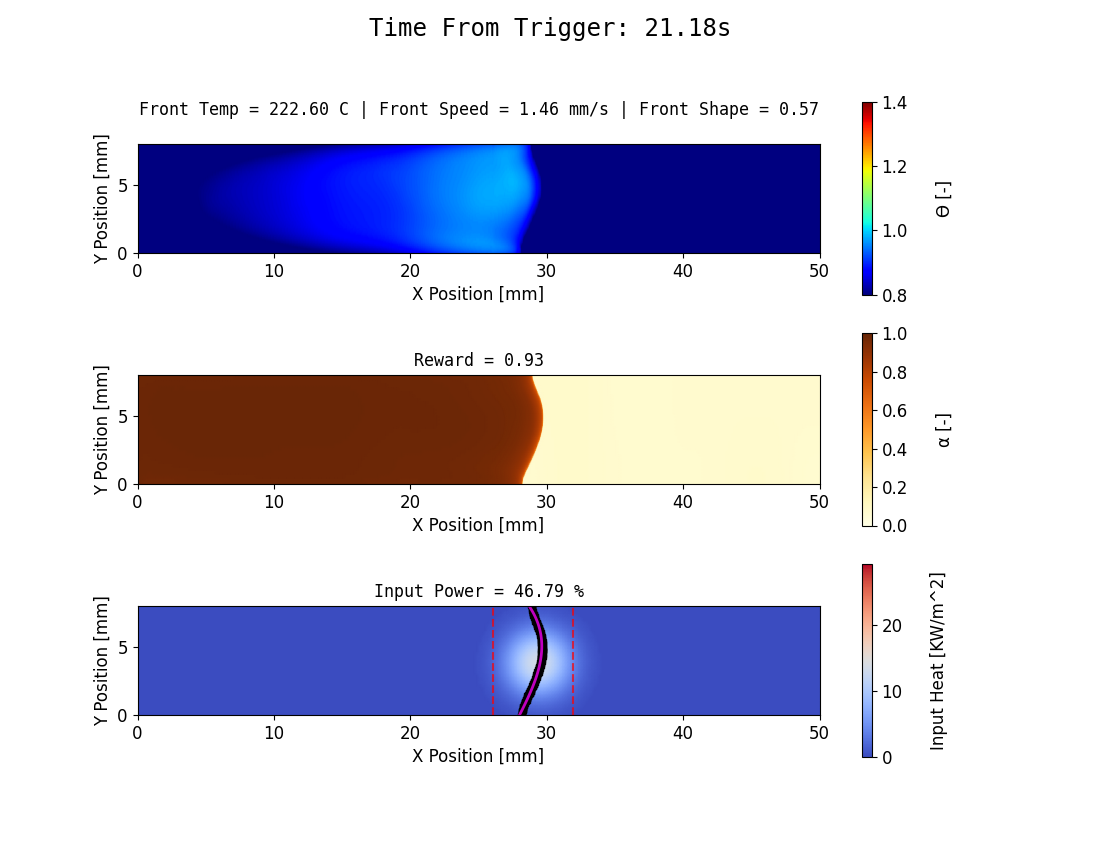 Time From Trigger: 21.18s
Front Temp = 222.60 C | Front Speed = 1.46 mm/s | Front Shape = 0.57
Y Position [mm]
5
0
0 10 20 30 40 50
X Position [mm]
1.4
1.2
1.0
0.8
Θ [-]
Reward = 0.93
Y Position [mm]
5
0
0 10 20 30 40 50
X Position [mm]
1.0
0.8
0.6
0.4
0.2
0.0
α [-]
Input Power = 46.79 %
Y Position [mm]
5
0
0 10 20 30 40 50
X Position [mm]
20
10
0
Input Heat [KW/m^2]